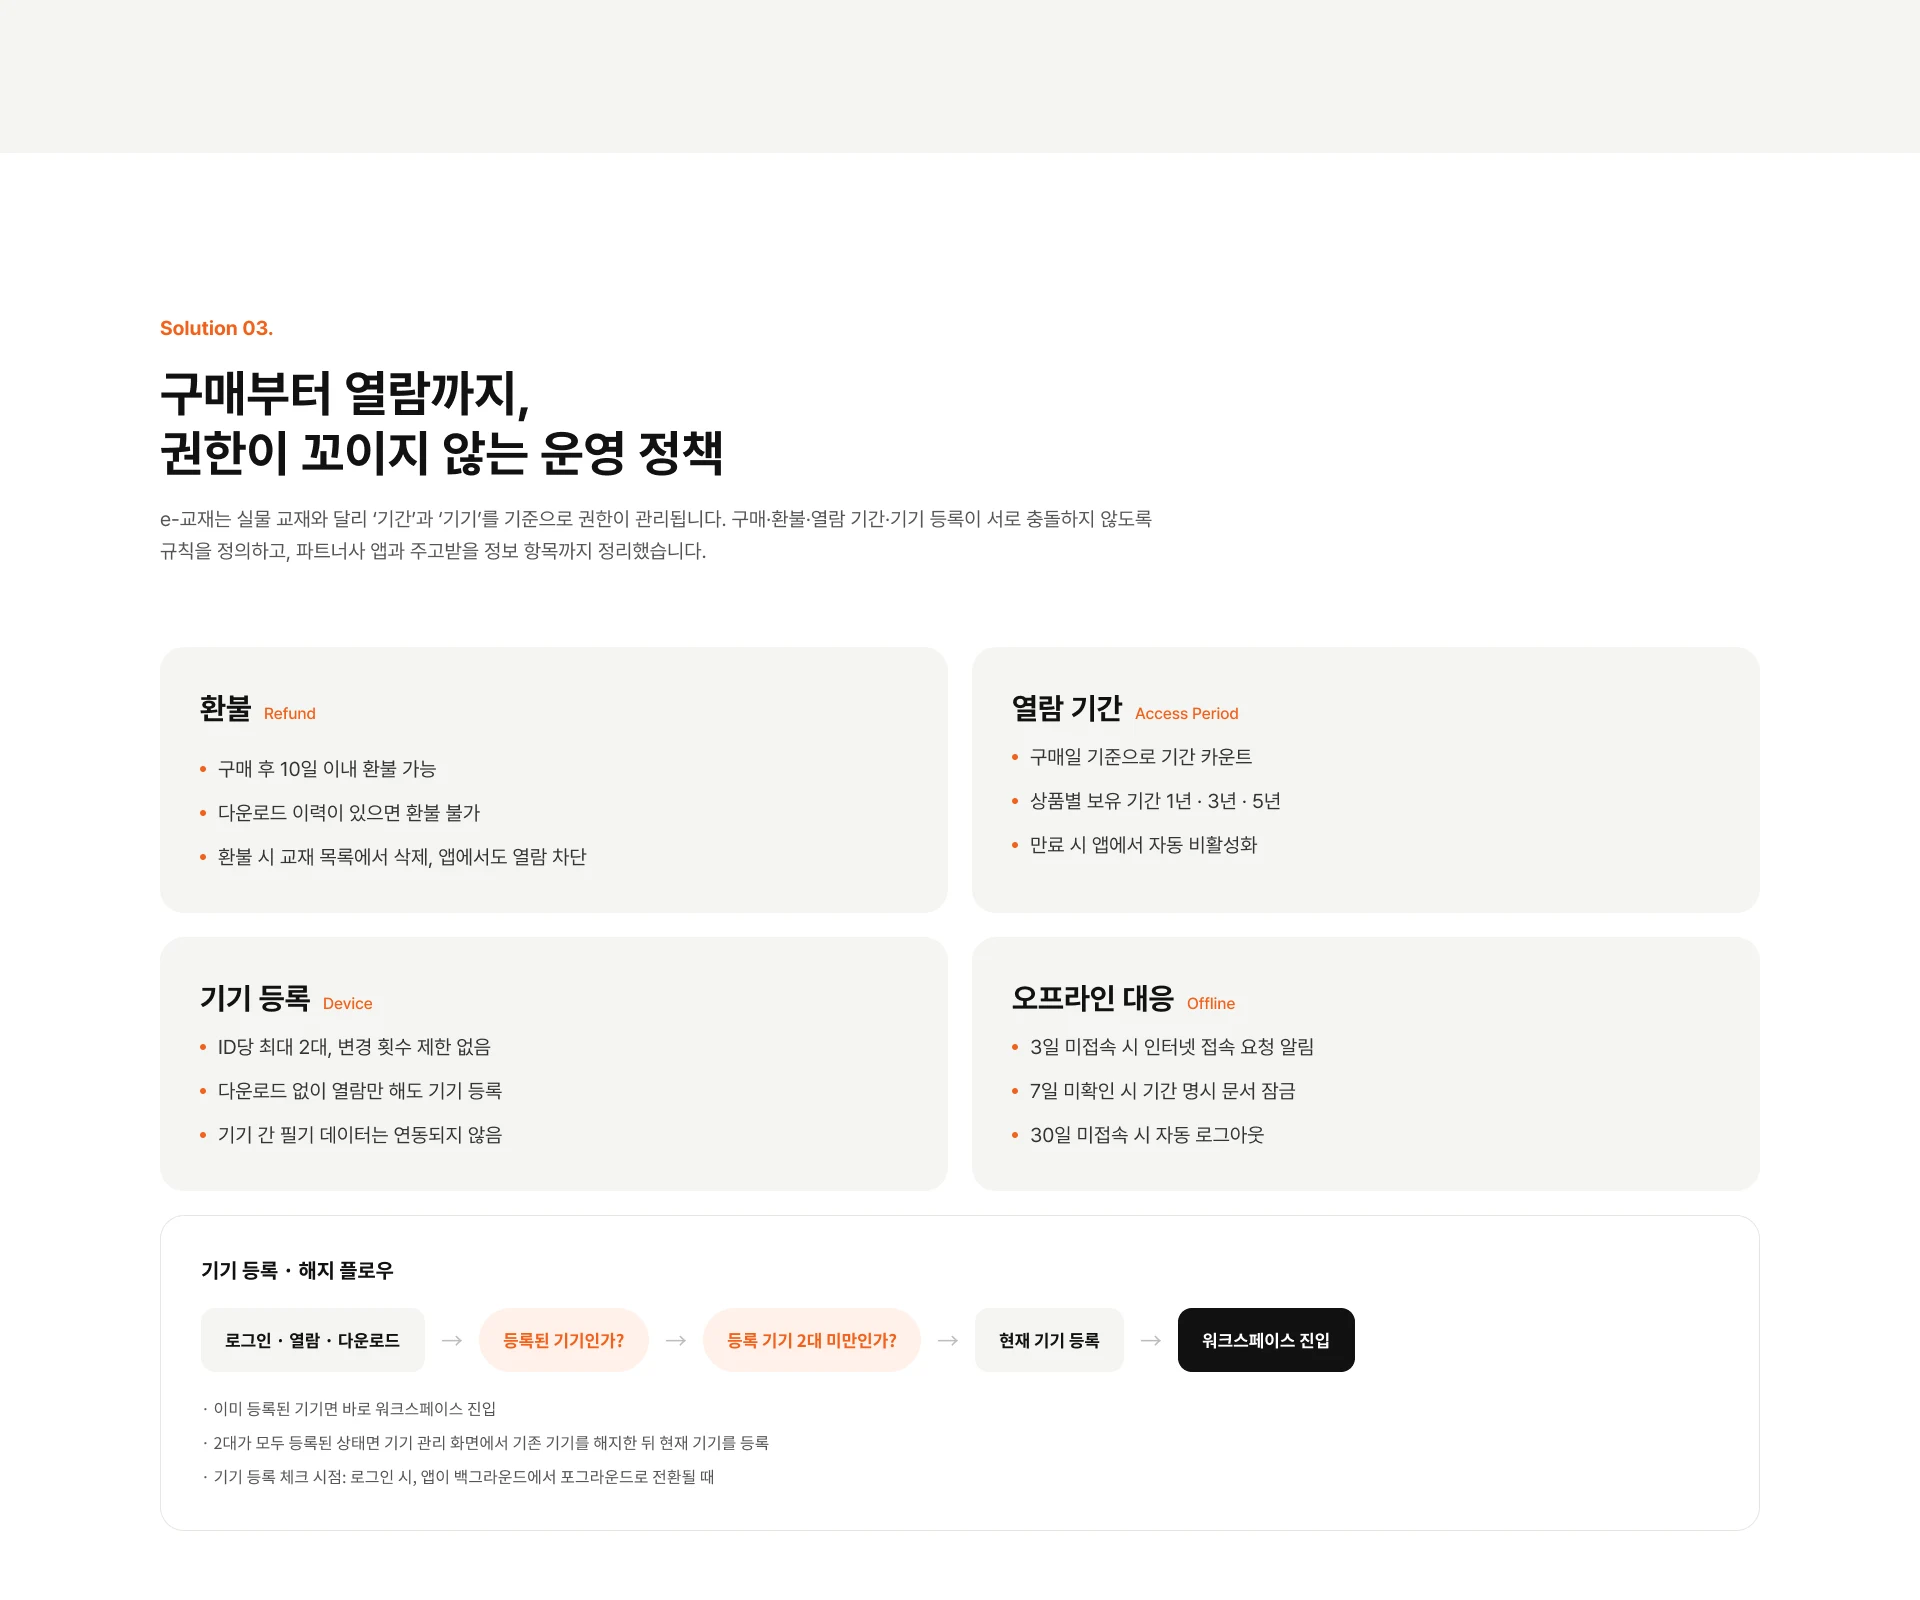 Solution 03.
구매부터 열람까지,
권한이 꼬이지 않는 운영 정책
e-교재는 실물 교재와 달리 ‘기간’과 ‘기기’를 기준으로 권한이 관리됩니다. 구매·환불·열람 기간·기기 등록이 서로 충돌하지 않도록
규칙을 정의하고, 파트너사 앱과 주고받을 정보 항목까지 정리했습니다.
환불 Refund
• 구매 후 10일 이내 환불 가능
• 다운로드 이력이 있으면 환불 불가
• 환불 시 교재 목록에서 삭제, 앱에서도 열람 차단
열람 기간 Access Period
• 구매일 기준으로 기간 카운트
• 상품별 보유 기간 1년 · 3년 · 5년
• 만료 시 앱에서 자동 비활성화
기기 등록 Device
• ID당 최대 2대, 변경 횟수 제한 없음
• 다운로드 없이 열람만 해도 기기 등록
• 기기 간 필기 데이터는 연동되지 않음
오프라인 대응 Offline
• 3일 미접속 시 인터넷 접속 요청 알림
• 7일 미확인 시 기간 명시 문서 잠금
• 30일 미접속 시 자동 로그아웃
기기 등록 · 해지 플로우
로그인 · 열람 · 다운로드 → 등록된 기기인가? → 등록 기기 2대 미만인가? → 현재 기기 등록 → 워크스페이스 진입
· 이미 등록된 기기면 바로 워크스페이스 진입
· 2대가 모두 등록된 상태면 기기 관리 화면에서 기존 기기를 해지한 뒤 현재 기기를 등록
· 기기 등록 체크 시점: 로그인 시, 앱이 백그라운드에서 포그라운드로 전환될 때